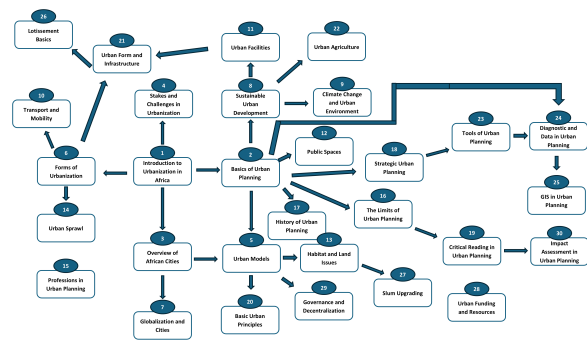 26
Lotissement
Basics
21
Urban Form and
Infrastructure
11
Urban Facilities
22
Urban Agriculture
4
Stakes and
Challenges in
Urbanization
8
Sustainable
Urban
Development
9
Climate Change
and Urban
Environment
10
Transport and
Mobility
12
Public Spaces
23
Tools of Urban
Planning
24
Diagnostic and
Data in Urban
Planning
6
Forms of
Urbanization
1
Introduction to
Urbanization in
Africa
2
Basics of Urban
Planning
18
Strategic Urban
Planning
25
GIS in Urban
Planning
14
Urban Sprawl
17
History of Urban
Planning
16
The Limits of
Urban Planning
3
Overview of
African Cities
5
Urban Models
13
Habitat and Land
Issues
19
Critical Reading in
Urban Planning
30
Impact
Assessment in
Urban Planning
15
Professions in
Urban Planning
7
Globalization and
Cities
20
Basic Urban
Principles
29
Governance and
Decentralization
27
Slum Upgrading
28
Urban Funding
and Resources